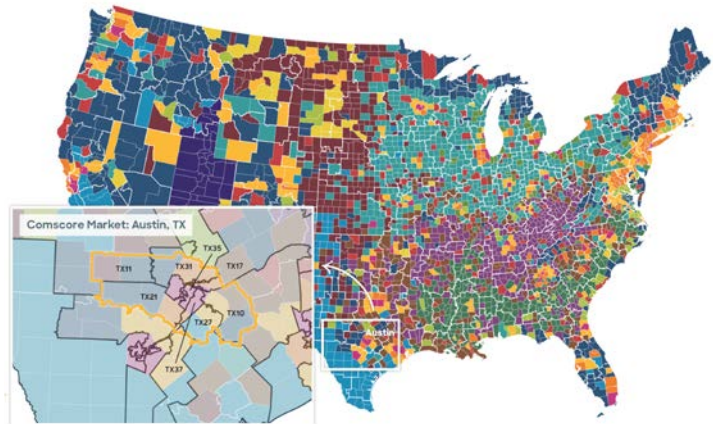 Comscore Market: Austin, TX
TX35
TX11
TX31
TX17
TX21
TX27
TX10
TX37
Austin